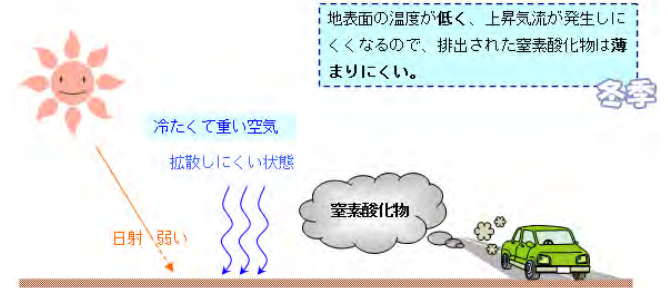 地表面の温度が低く、上昇気流が発生しに
くくなるので、排出された窒素酸化物は薄
まりにくい。
冬季
冷たくて重い空気
拡散しにくい状態
窒素酸化物
日射 弱い